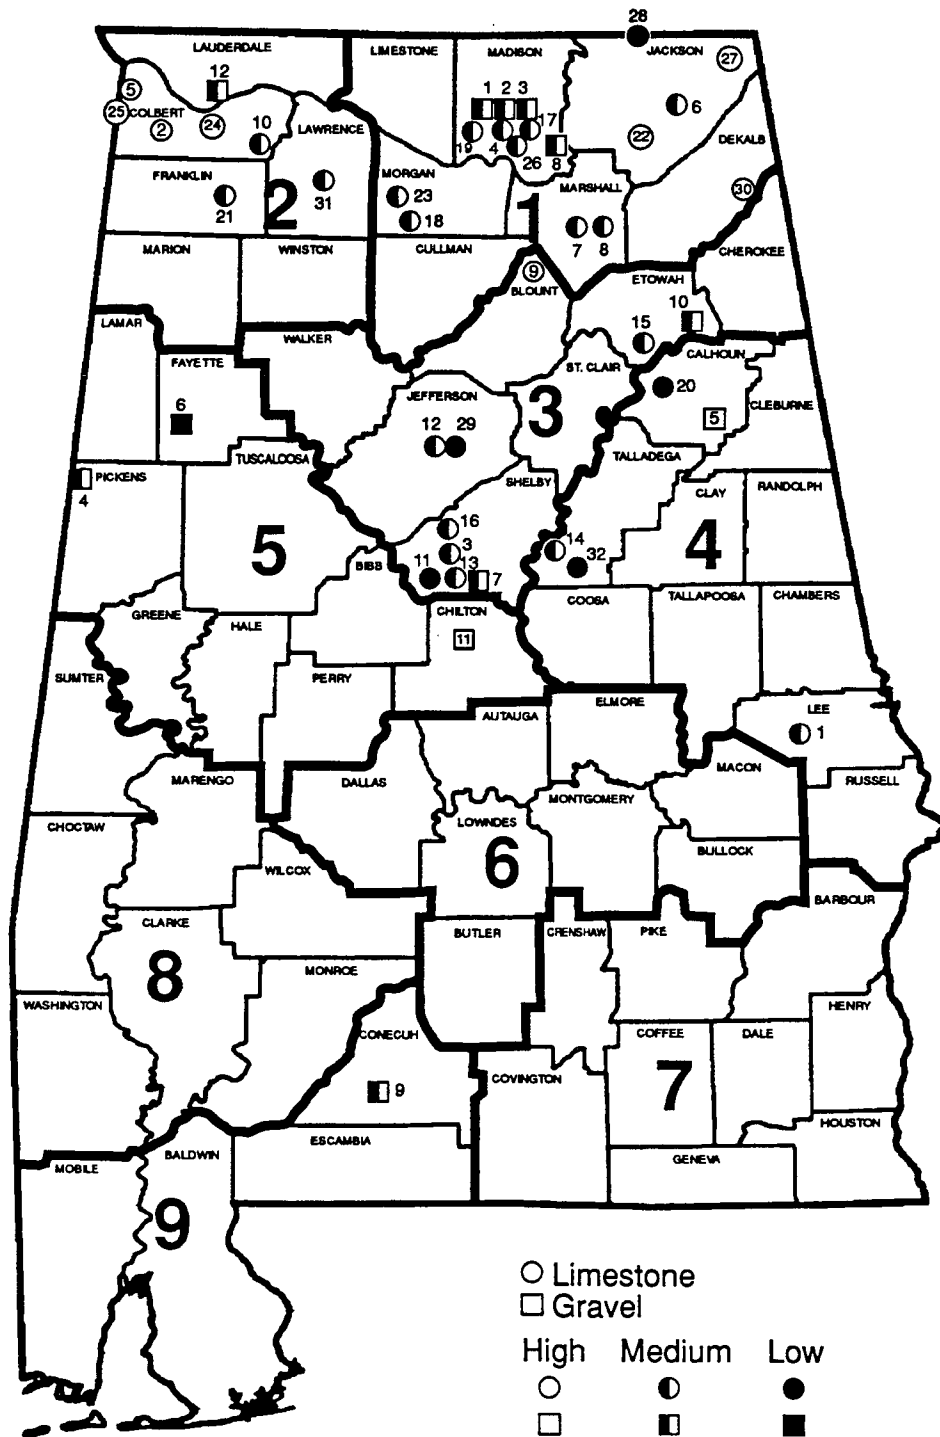 28
LAUDERDALE
LIMESTONE
MADISON
JACKSON
27
12
5
1 2 3
25
COLBERT
2
24
10
LAWRENCE
19
4
17
26
8
6
22
DEKALB
FRANKLIN
21
2
31
MORGAN
23
18
1
MARSHALL
7
8
30
MARION
WINSTON
CULLMAN
9
BLOUNT
ETOWAH
CHEROKEE
10
LAMAR
WALKER
15
CALHOUN
FAYETTE
ST. CLAIR
6
JEFFERSON
3
20
5
CLEBURNE
12
29
TUSCALOOSA
TALLADEGA
PICKENS
4
SHELBY
CLAY
RANDOLPH
5
16
3
14
4
BIBB
11
13
7
32
GREENE
HALE
CHILTON
11
COOSA
TALLAPOOSA
CHAMBERS
SUMTER
PERRY
AUTAUGA
ELMORE
LEE
1
MARENGO
DALLAS
MACON
RUSSELL
CHOCTAW
LOWNDES
MONTGOMERY
6
BULLOCK
WILCOX
BARBOUR
CLARKE
BUTLER
CRENSHAW
PIKE
8
MONROE
WASHINGTON
CONECUH
HENRY
COFFEE
DALE
9
COVINGTON
7
HOUSTON
ESCAMBIA
MOBILE
BALDWIN
GENEVA
9
Limestone
Gravel
High Medium Low